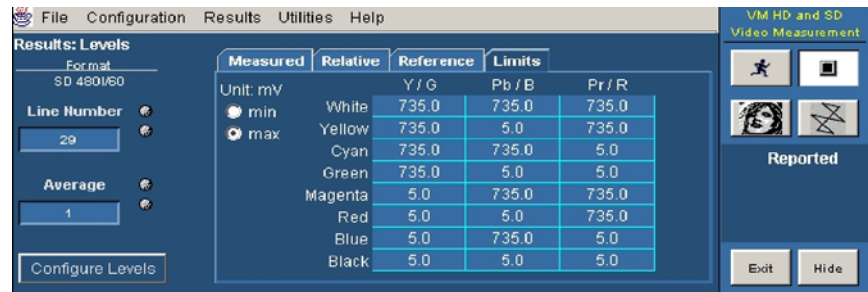 File Configuration Results Utilities Help
VM HD and SD
Video Measurement
Results: Levels
Format
SD 480I/60
Line Number
29
Average
1
Configure Levels
Measured Relative Reference Limits
Unit: mV
min
max
Y / G Pb / B Pr / R
White 735.0 735.0 735.0
Yellow 735.0 5.0 735.0
Cyan 735.0 735.0 5.0
Green 735.0 5.0 5.0
Magenta 5.0 735.0 735.0
Red 5.0 5.0 735.0
Blue 5.0 735.0 5.0
Black 5.0 5.0 5.0
Reported
Exit Hide